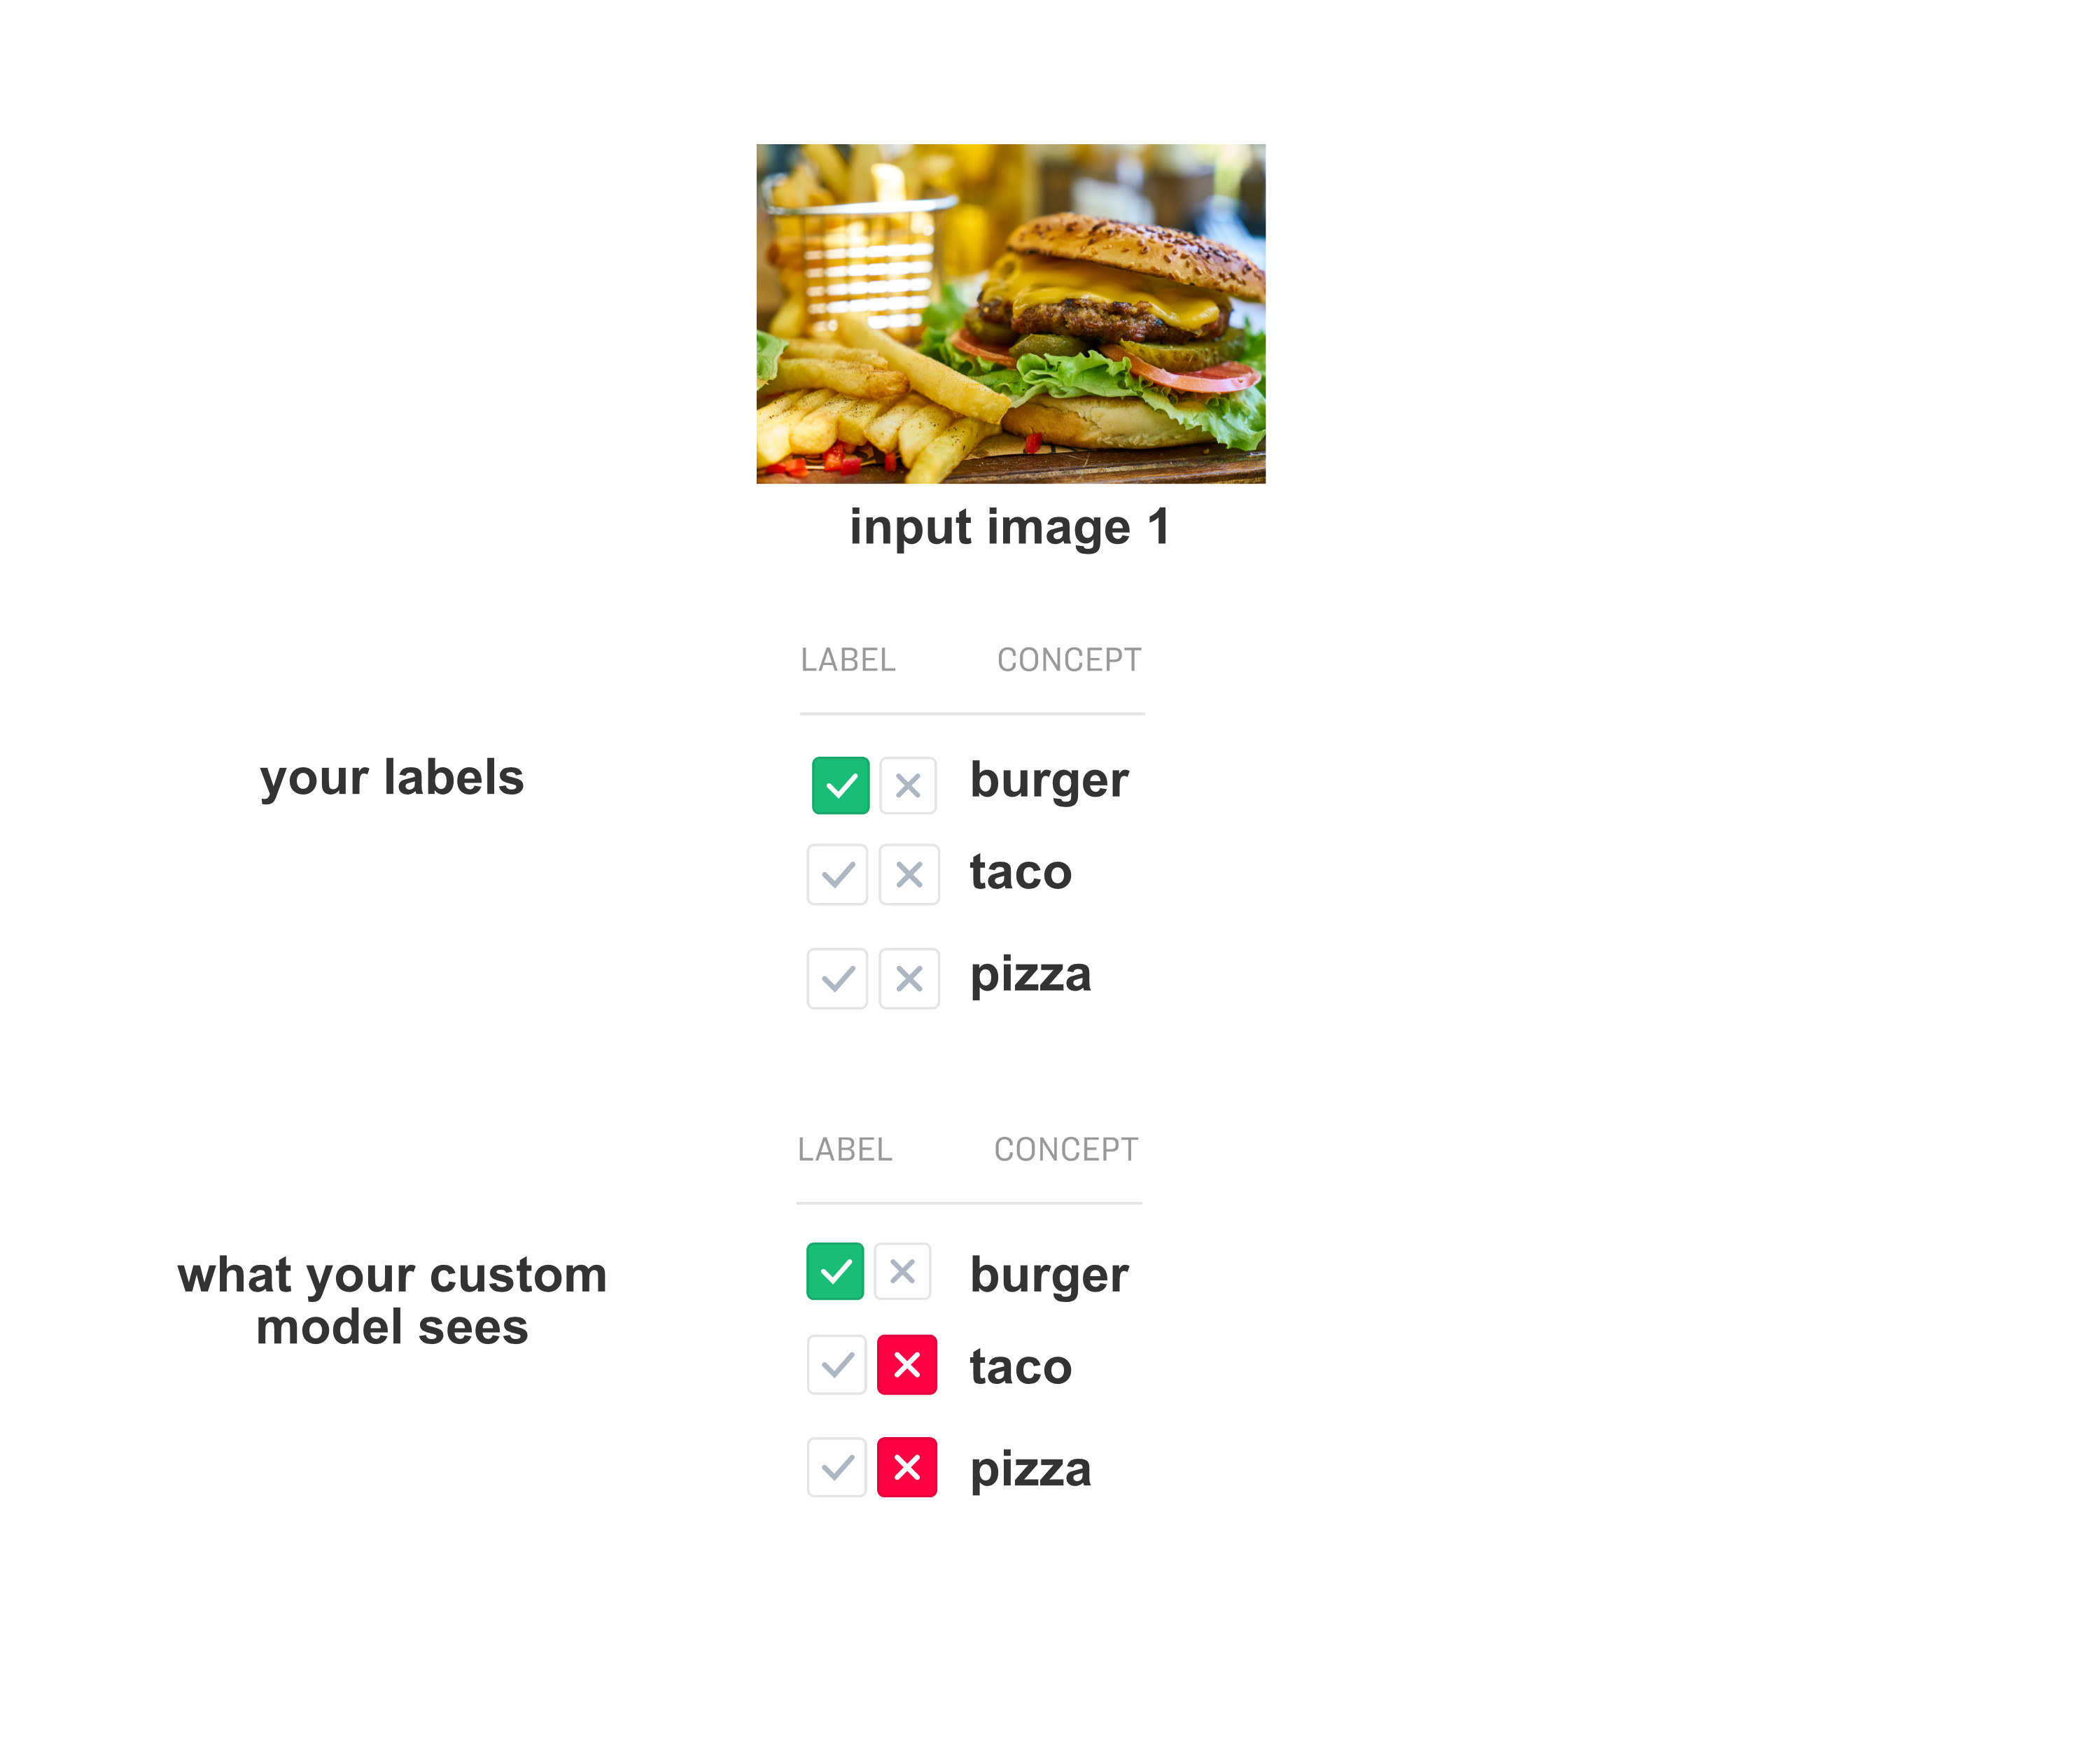 input image 1
LABEL CONCEPT
your labels
burger
taco
pizza
LABEL CONCEPT
what your custom
model sees
burger
taco
pizza